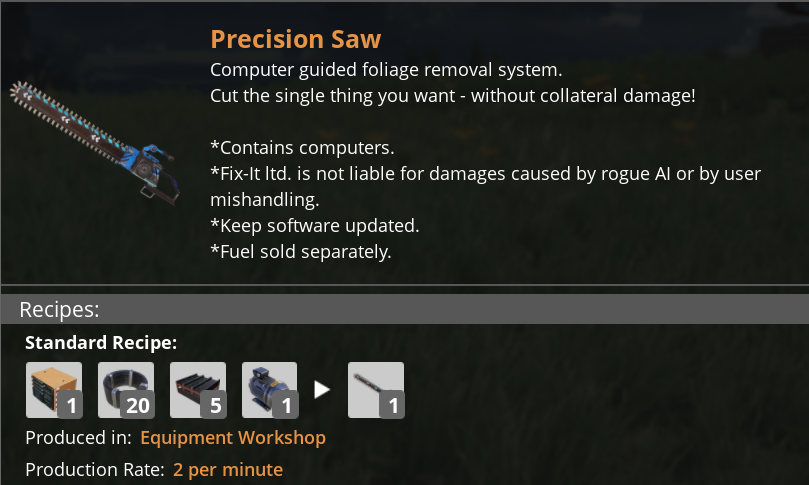 Precision Saw
Computer guided foliage removal system.
Cut the single thing you want - without collateral damage!
*Contains computers.
*Fix-It ltd. is not liable for damages caused by rogue AI or by user
mishandling.
*Keep software updated.
*Fuel sold separately.
Recipes:
Standard Recipe:
1 20 5 1 1
Produced in: Equipment Workshop
Production Rate: 2 per minute